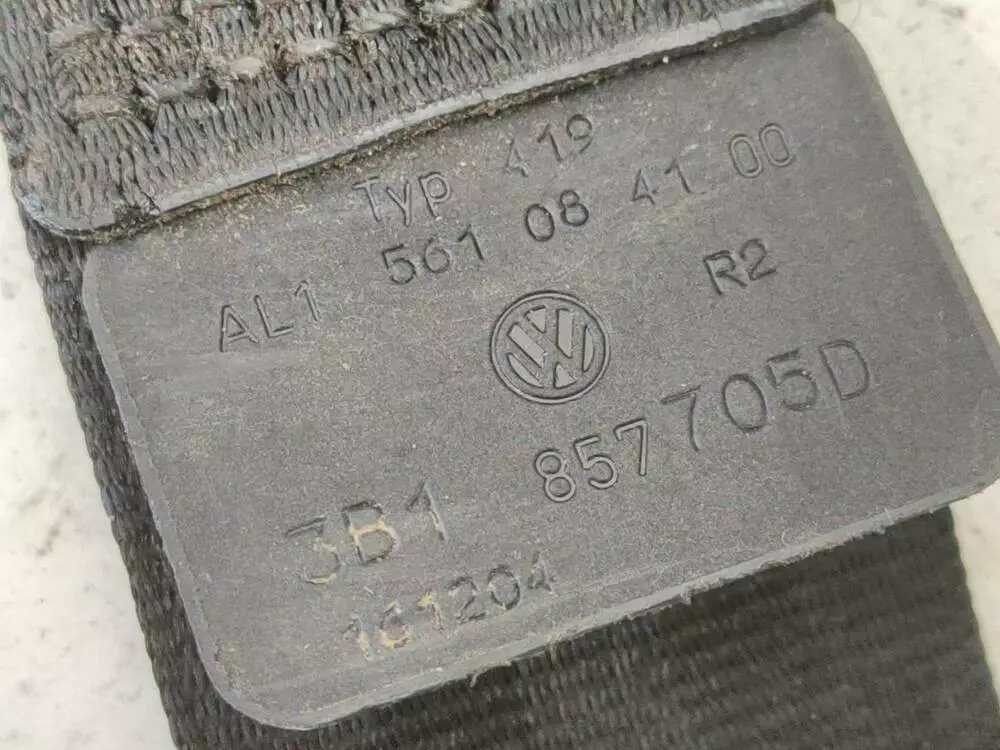 Typ 419
AL1 561 08 41 00
R2
3B1 857705D
161204